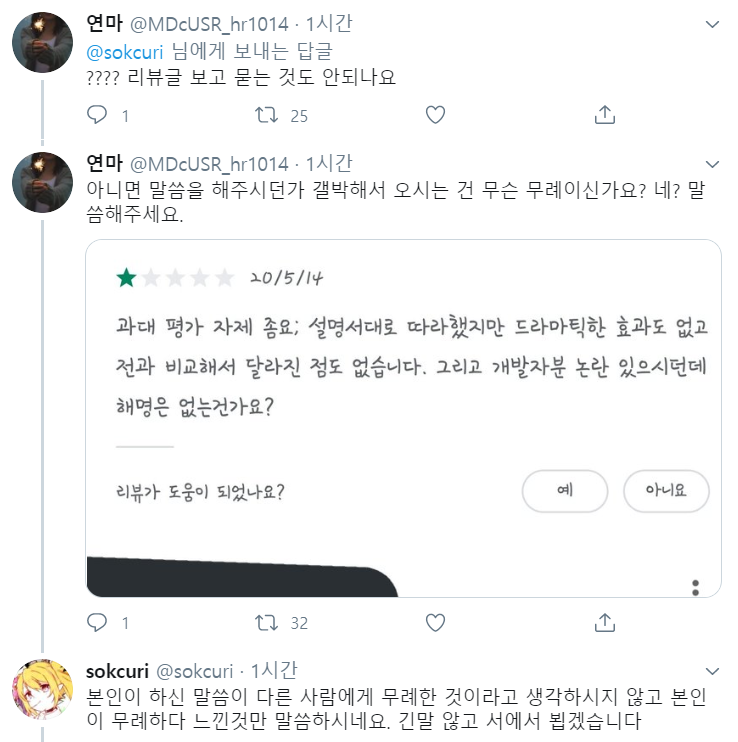 연마 @MDcUSR_hr1014 · 1시간
@sokcuri 님에게 보내는 답글
???? 리뷰글 보고 묻는 것도 안되나요
1 25
연마 @MDcUSR_hr1014 · 1시간
아니면 말씀을 해주시던가 갤박해서 오시는 건 무슨 무례이신가요? 네? 말
씀해주세요.
20/5/14
과대 평가 자제 좀요; 설명서대로 따라했지만 드라마틱한 효과도 없고
전과 비교해서 달라진 점도 없습니다. 그리고 개발자분 논란 있으시던데
해명은 없는건가요?
리뷰가 도움이 되었나요? 예 아니요
1 32
sokcuri @sokcuri · 1시간
본인이 하신 말씀이 다른 사람에게 무례한 것이라고 생각하시지 않고 본인
이 무례하다 느낀것만 말씀하시네요. 긴말 않고 서에서 뵙겠습니다